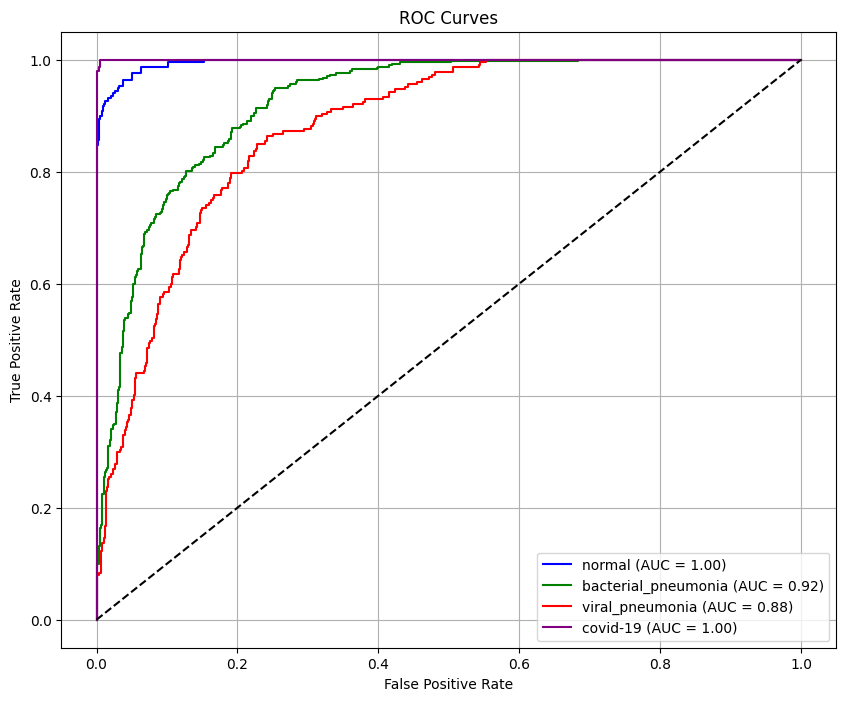 ROC Curves
True Positive Rate
1.0
0.8
0.6
0.4
0.2
0.0
normal (AUC = 1.00)
bacterial_pneumonia (AUC = 0.92)
viral_pneumonia (AUC = 0.88)
covid-19 (AUC = 1.00)
0.0 0.2 0.4 0.6 0.8 1.0
False Positive Rate